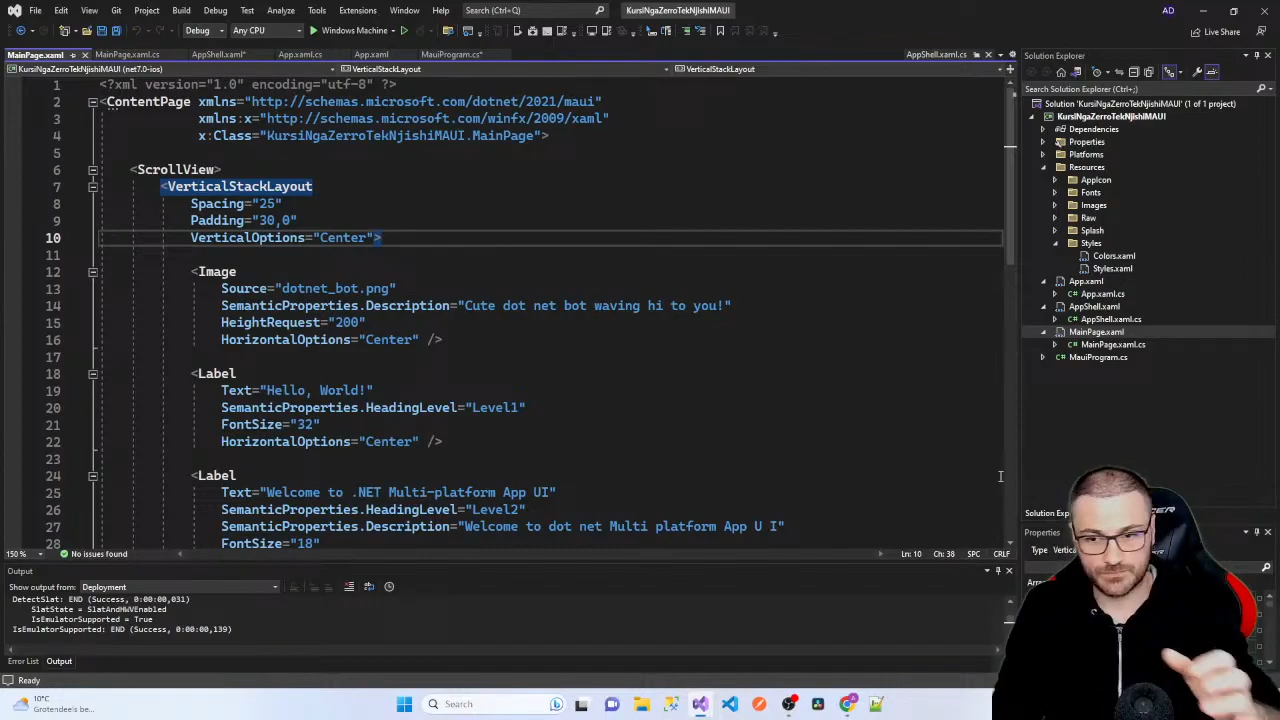 File Edit View Git Project Build Debug Test Analyze Tools Extensions Window Help Search (Ctrl+Q) KursiNgaZerroTekNjishiMAUI AD
Debug Any CPU Windows Machine Live Share
MainPage.xaml MainPage.xaml.cs AppShell.xaml* App.xaml.cs App.xaml MauiProgram.cs* AppShell.xaml.cs
KursiNgaZerroTekNjishiMAUI (net7.0-ios) VerticalStackLayout VerticalStackLayout
1 <?xml version="1.0" encoding="utf-8" ?>
2 <ContentPage xmlns="http://schemas.microsoft.com/dotnet/2021/maui"
3 xmlns:x="http://schemas.microsoft.com/winfx/2009/xaml"
4 x:Class="KursiNgaZerroTekNjishiMAUI.MainPage">
5
6 <ScrollView>
7 <VerticalStackLayout
8 Spacing="25"
9 Padding="30,0"
10 VerticalOptions="Center">
11
12 <Image
13 Source="dotnet_bot.png"
14 SemanticProperties.Description="Cute dot net bot waving hi to you!"
15 HeightRequest="200"
16 HorizontalOptions="Center" />
17
18 <Label
19 Text="Hello, World!"
20 SemanticProperties.HeadingLevel="Level1"
21 FontSize="32"
22 HorizontalOptions="Center" />
23
24 <Label
25 Text="Welcome to .NET Multi-platform App UI"
26 SemanticProperties.HeadingLevel="Level2"
27 SemanticProperties.Description="Welcome to dot net Multi platform App U I"
28 FontSize="18"
150 % No issues found Ln: 10 Ch: 38 SPC CRLF
Output
Show output from: Deployment
DetectSlat: END (Success, 0:00:00,031)
SlatState = SlatAndHWVEnabled
IsEmulatorSupported = True
IsEmulatorSupported: END (Success, 0:00:00,139)
Error List Output
Ready
Solution Explorer
Search Solution Explorer (Ctrl+;)
Solution 'KursiNgaZerroTekNjishiMAUI' (1 of 1 project)
KursiNgaZerroTekNjishiMAUI
Dependencies
Properties
Platforms
Resources
AppIcon
Fonts
Images
Raw
Splash
Styles
Colors.xaml
Styles.xaml
App.xaml
App.xaml.cs
AppShell.xaml
AppShell.xaml.cs
MainPage.xaml
MainPage.xaml.cs
MauiProgram.cs
Solution Exp
Properties
Type Vertica
10°C
Grotendeels be...
Search